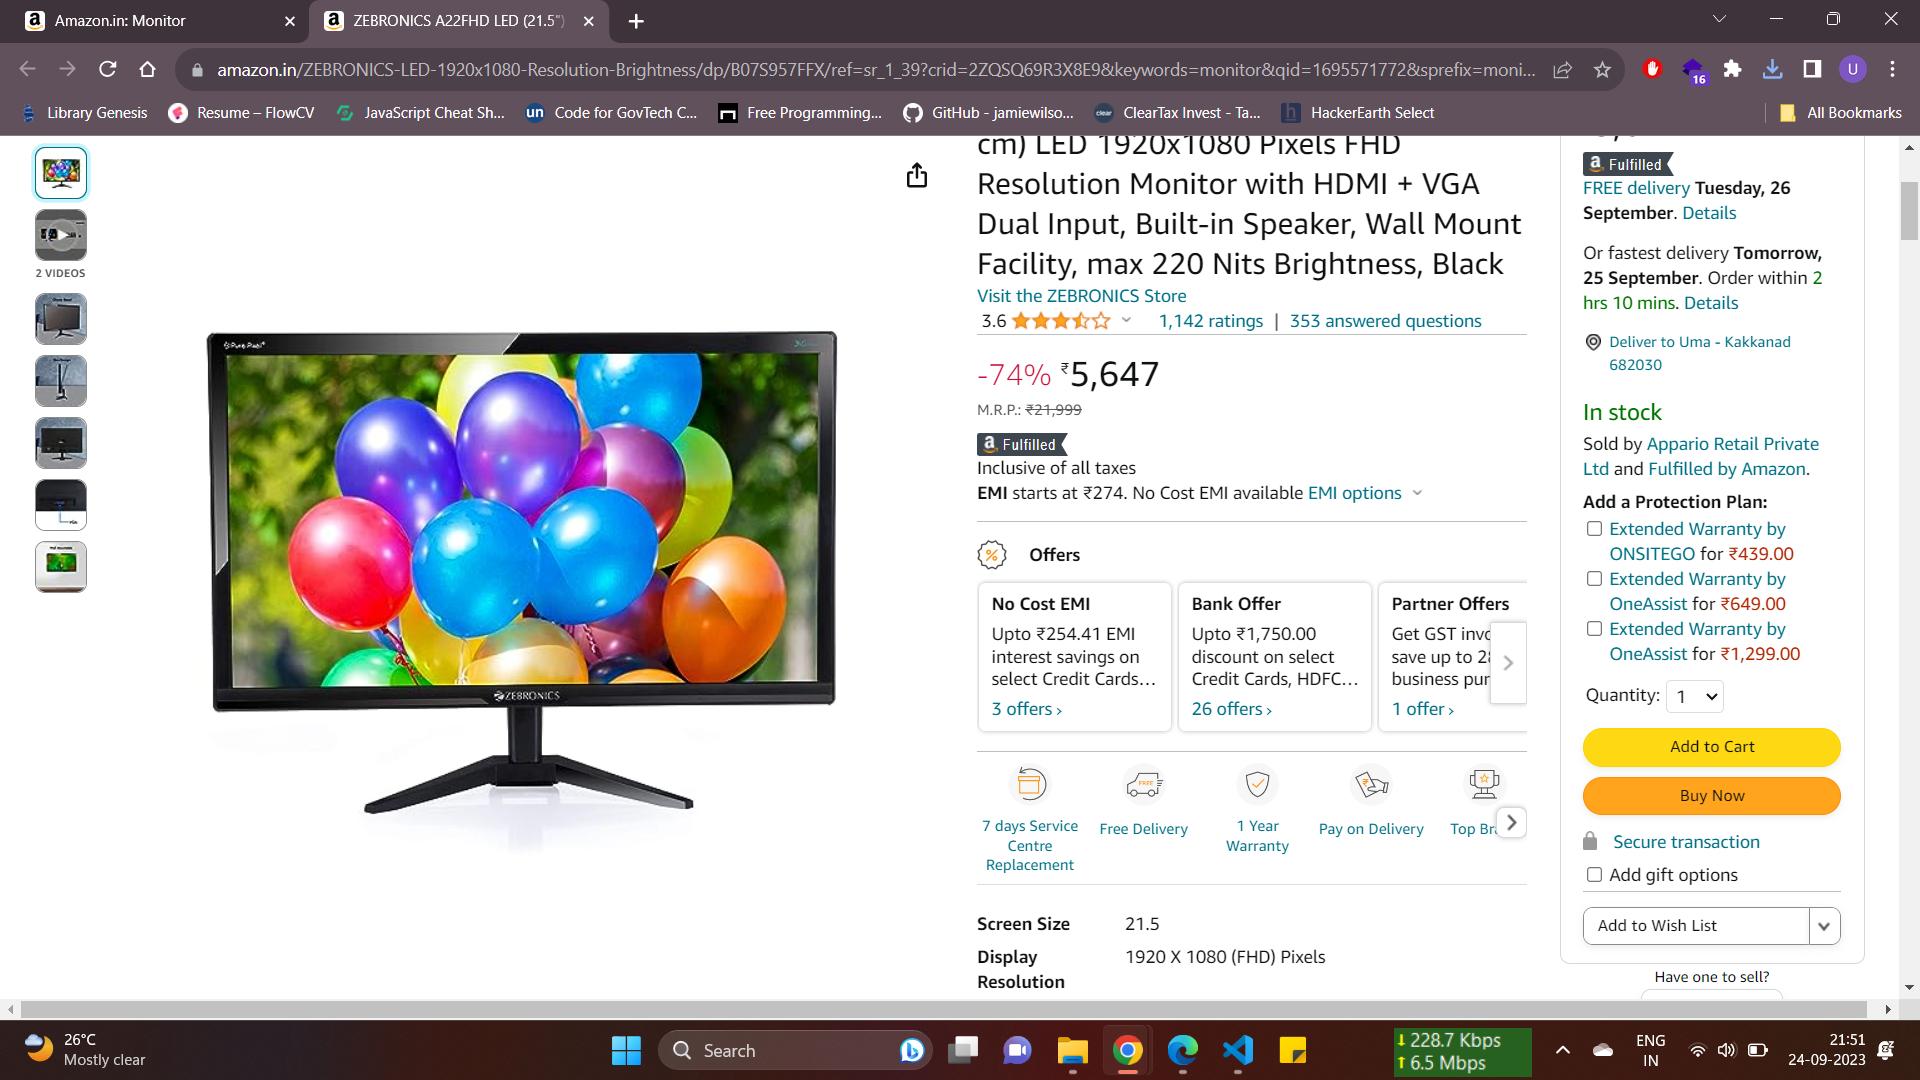 Amazon.in: Monitor
ZEBRONICS A22FHD LED (21.5")
amazon.in/ZEBRONICS-LED-1920x1080-Resolution-Brightness/dp/B07S957FFX/ref=sr_1_39?crid=2ZQSQ69R3X8E9&keywords=monitor&qid=1695571772&sprefix=moni...
16
U
Library Genesis
Resume – FlowCV
JavaScript Cheat Sh...
un
Code for GovTech C...
Free Programming...
GitHub - jamiewilso...
clear
ClearTax Invest - Ta...
h
HackerEarth Select
All Bookmarks
2 VIDEOS
Pure Pixel
ZEBRONICS
cm) LED 1920x1080 Pixels FHD
Resolution Monitor with HDMI + VGA
Dual Input, Built-in Speaker, Wall Mount
Facility, max 220 Nits Brightness, Black
Visit the ZEBRONICS Store
3.6
1,142 ratings | 353 answered questions
-74% ₹5,647
M.R.P.: ₹21,999
a Fulfilled
Inclusive of all taxes
EMI starts at ₹274. No Cost EMI available EMI options
Offers
No Cost EMI
Upto ₹254.41 EMI
interest savings on
select Credit Cards...
3 offers ›
Bank Offer
Upto ₹1,750.00
discount on select
Credit Cards, HDFC...
26 offers ›
Partner Offers
Get GST invo
save up to 28
business pur
1 offer ›
7 days Service
Centre
Replacement
FREE
Free Delivery
1 Year
Warranty
Pay on Delivery
Top Br
Screen Size 21.5
Display
Resolution
1920 X 1080 (FHD) Pixels
a Fulfilled
FREE delivery Tuesday, 26
September. Details
Or fastest delivery Tomorrow,
25 September. Order within 2
hrs 10 mins. Details
Deliver to Uma - Kakkanad
682030
In stock
Sold by Appario Retail Private
Ltd and Fulfilled by Amazon.
Add a Protection Plan:
Extended Warranty by
ONSITEGO for ₹439.00
Extended Warranty by
OneAssist for ₹649.00
Extended Warranty by
OneAssist for ₹1,299.00
Quantity: 1
Add to Cart
Buy Now
Secure transaction
Add gift options
Add to Wish List
Have one to sell?
26°C
Mostly clear
Search
↓ 228.7 Kbps
↑ 6.5 Mbps
ENG
IN
21:51
24-09-2023